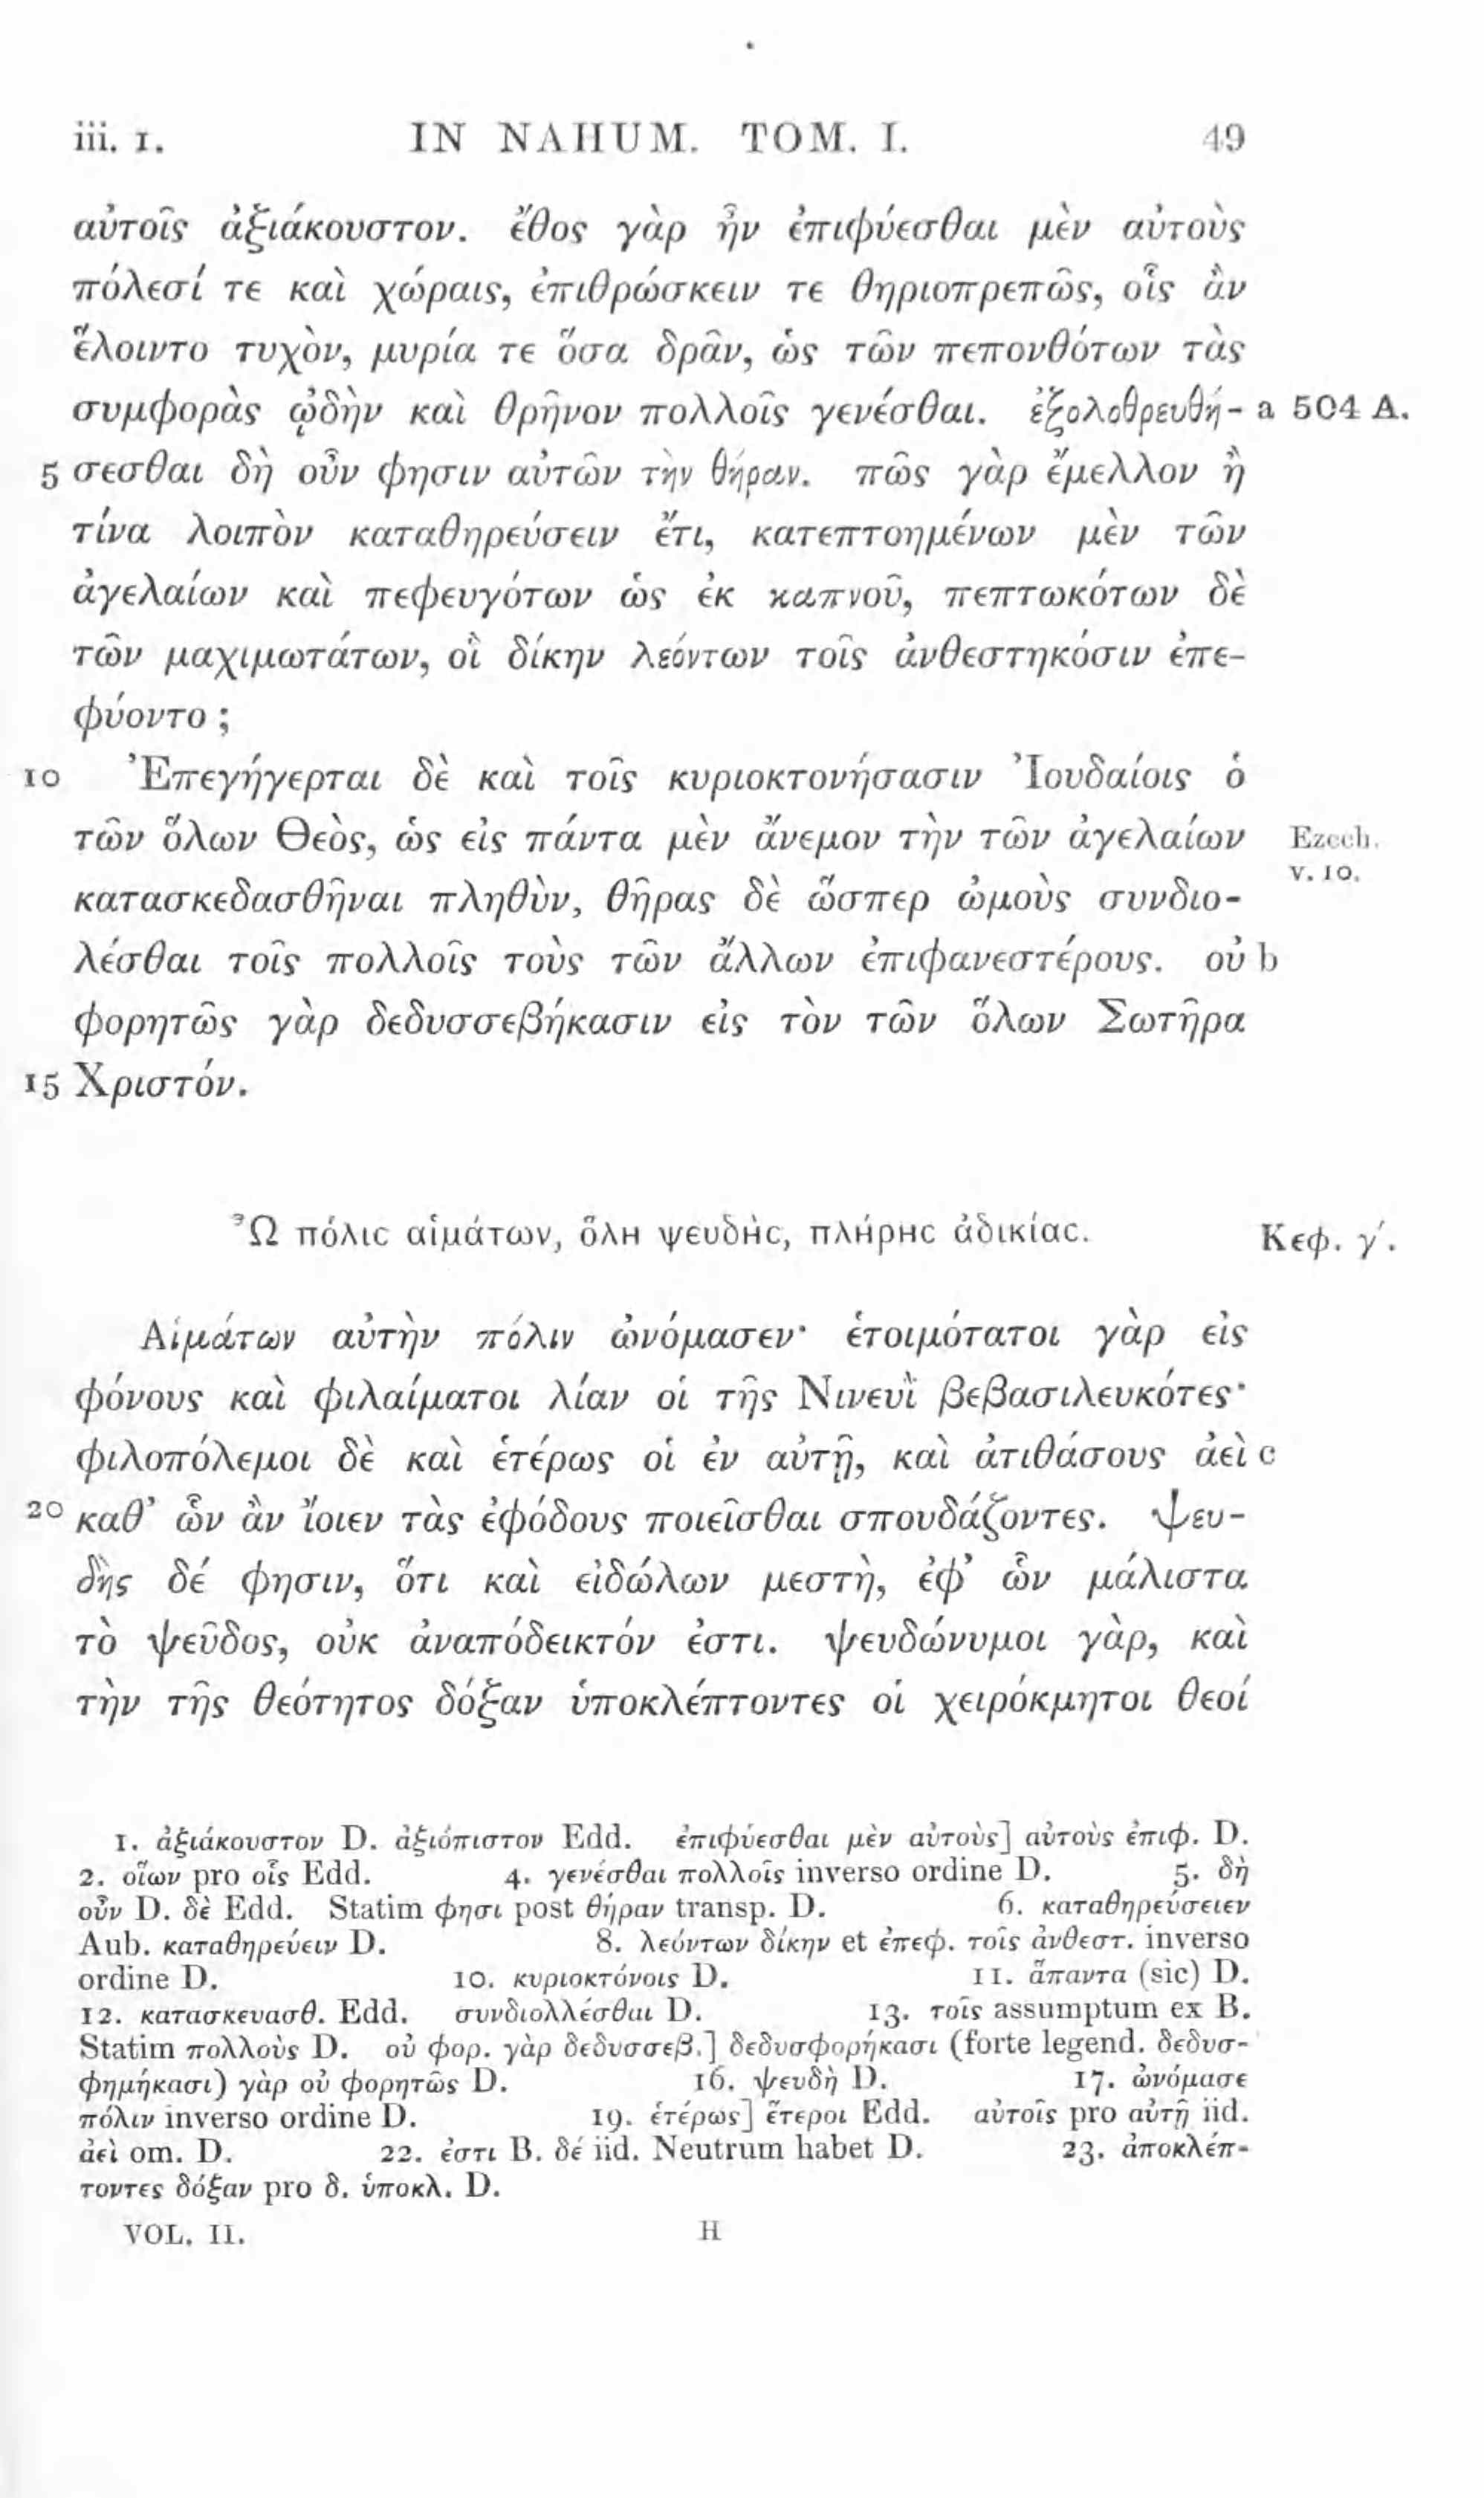 iii. 1. IN NAHUM. TOM. I. 49
αὐτοῖς ἀξιάκουστον. ἔθος γὰρ ἦν ἐπιφύεσθαι μὲν αὐτοὺς
πόλεσί τε καὶ χώραις, ἐπιθρώσκειν τε θηριοπρεπῶς, οἷς ἂν
ἕλοιντο τυχὸν, μυρία τε ὅσα δρᾶν, ὡς τῶν πεπονθότων τὰς
συμφορὰς ᾠδὴν καὶ θρῆνον πολλοῖς γενέσθαι. ἐξολοθρευθή- a 504 A.
5 σεσθαι δὴ οὖν φησιν αὐτῶν τὴν θήραν. πῶς γὰρ ἔμελλον ἢ
τίνα λοιπὸν καταθηρεύσειν ἔτι, κατεπτοημένων μὲν τῶν
ἀγελαίων καὶ πεφευγότων ὡς ἐκ καπνοῦ, πεπτωκότων δὲ
τῶν μαχιμωτάτων, οἳ δίκην λεόντων τοῖς ἀνθεστηκόσιν ἐπε-
φύοντο ;
10 Ἐπεγήγερται δὲ καὶ τοῖς κυριοκτονήσασιν Ἰουδαίοις ὁ
τῶν ὅλων Θεὸς, ὡς εἰς πάντα μὲν ἄνεμον τὴν τῶν ἀγελαίων Ezech.
v. 10.
κατασκεδασθῆναι πληθὺν, θῆρας δὲ ὥσπερ ὠμοὺς συνδιο-
λέσθαι τοῖς πολλοῖς τοὺς τῶν ἄλλων ἐπιφανεστέρους. οὐ b
φορητῶς γὰρ δεδυσσεβήκασιν εἰς τὸν τῶν ὅλων Σωτῆρα
15 Χριστόν.
Ὦ πόλις αἱμάτων, ὅλη ψευδὴς, πλήρης ἀδικίας. Κεφ. γ΄.
Αἱμάτων αὐτὴν πόλιν ὠνόμασεν· ἑτοιμότατοι γὰρ εἰς
φόνους καὶ φιλαίματοι λίαν οἱ τῆς Νινευῒ βεβασιλευκότες·
φιλοπόλεμοι δὲ καὶ ἑτέρως οἱ ἐν αὐτῇ, καὶ ἀτιθάσους ἀεὶ c
20 καθ᾽ ὧν ἂν ἴοιεν τὰς ἐφόδους ποιεῖσθαι σπουδάζοντες. ψευ-
δὴς δέ φησιν, ὅτι καὶ εἰδώλων μεστὴ, ἐφ᾽ ὧν μάλιστα
τὸ ψεῦδος, οὐκ ἀναπόδεικτόν ἐστι. ψευδώνυμοι γὰρ, καὶ
τὴν τῆς θεότητος δόξαν ὑποκλέπτοντες οἱ χειρόκμητοι θεοί
1. ἀξιάκουστον D. ἀξιόπιστον Edd. ἐπιφύεσθαι μὲν αὐτοὺς] αὐτοὺς ἐπιφ. D.
2. οἵων pro οἷς Edd. 4. γενέσθαι πολλοῖς inverso ordine D. 5. δὴ
οὖν D. δὲ Edd. Statim φησι post θήραν transp. D. 6. καταθηρεύσειεν
Aub. καταθηρεύειν D. 8. λεόντων δίκην et ἐπεφ. τοῖς ἀνθεστ. inverso
ordine D. 10. κυριοκτόνοις D. 11. ἅπαντα (sic) D.
12. κατασκευασθ. Edd. συνδιολλέσθαι D. 13. τοῖς assumptum ex B.
Statim πολλοὺς D. οὐ φορ. γὰρ δεδυσσεβ.] δεδυσφορήκασι (forte legend. δεδυσ-
φημήκασι) γὰρ οὐ φορητῶς D. 16. ψευδὴ D. 17. ὠνόμασε
πόλιν inverso ordine D. 19. ἑτέρως] ἕτεροι Edd. αὐτοῖς pro αὐτῇ iid.
ἀεὶ om. D. 22. ἐστι B. δέ iid. Neutrum habet D. 23. ἀποκλέπ-
τοντες δόξαν pro δ. ὑποκλ. D.
VOL. II. H